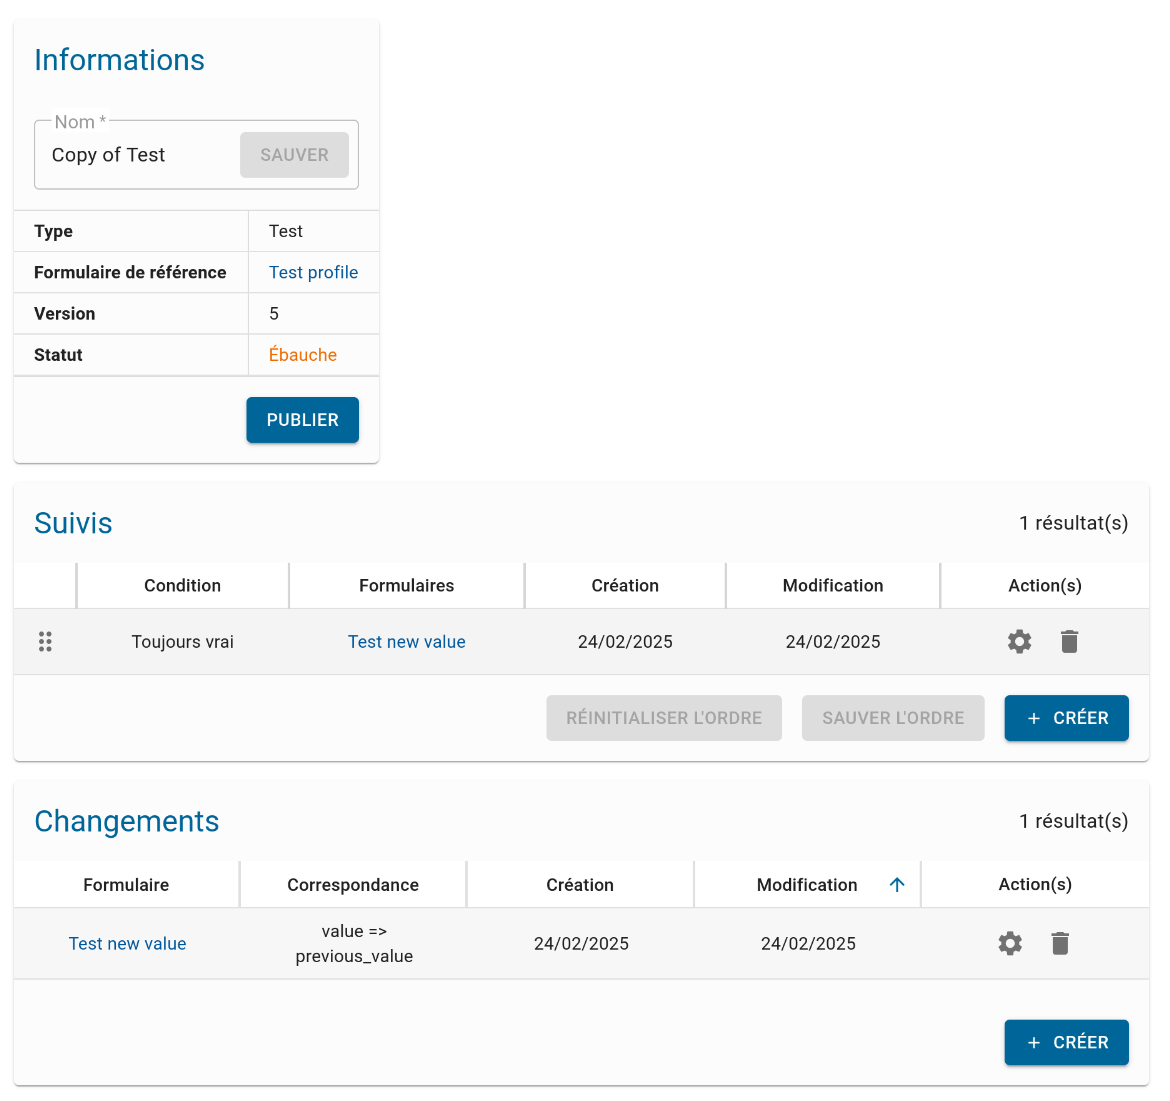 Informations
Nom *
Copy of Test
SAUVER
Type
Test
Formulaire de référence
Test profile
Version
5
Statut
Ébauche
PUBLIER
Suivis
1 résultat(s)
Condition
Formulaires
Création
Modification
Action(s)
Toujours vrai
Test new value
24/02/2025
24/02/2025
RÉINITIALISER L'ORDRE
SAUVER L'ORDRE
+ CRÉER
Changements
1 résultat(s)
Formulaire
Correspondance
Création
Modification
Action(s)
Test new value
value =>
previous_value
24/02/2025
24/02/2025
+ CRÉER